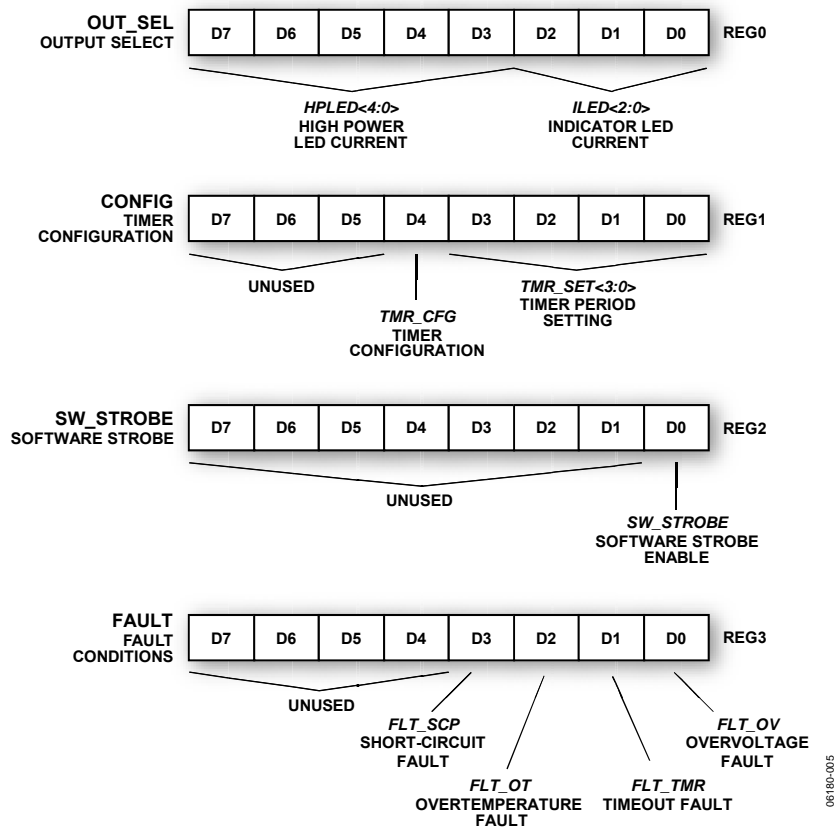 OUT_SEL
OUTPUT SELECT
D7 D6 D5 D4 D3 D2 D1 D0 REG0
HPLED<4:0>
HIGH POWER
LED CURRENT
ILED<2:0>
INDICATOR LED
CURRENT
CONFIG
TIMER
CONFIGURATION
D7 D6 D5 D4 D3 D2 D1 D0 REG1
UNUSED
TMR_CFG
TIMER
CONFIGURATION
TMR_SET<3:0>
TIMER PERIOD
SETTING
SW_STROBE
SOFTWARE STROBE
D7 D6 D5 D4 D3 D2 D1 D0 REG2
UNUSED
SW_STROBE
SOFTWARE STROBE
ENABLE
FAULT
FAULT
CONDITIONS
D7 D6 D5 D4 D3 D2 D1 D0 REG3
UNUSED
FLT_SCP
SHORT-CIRCUIT
FAULT
FLT_OT
OVERTEMPERATURE
FAULT
FLT_TMR
TIMEOUT FAULT
FLT_OV
OVERVOLTAGE
FAULT
06180-005